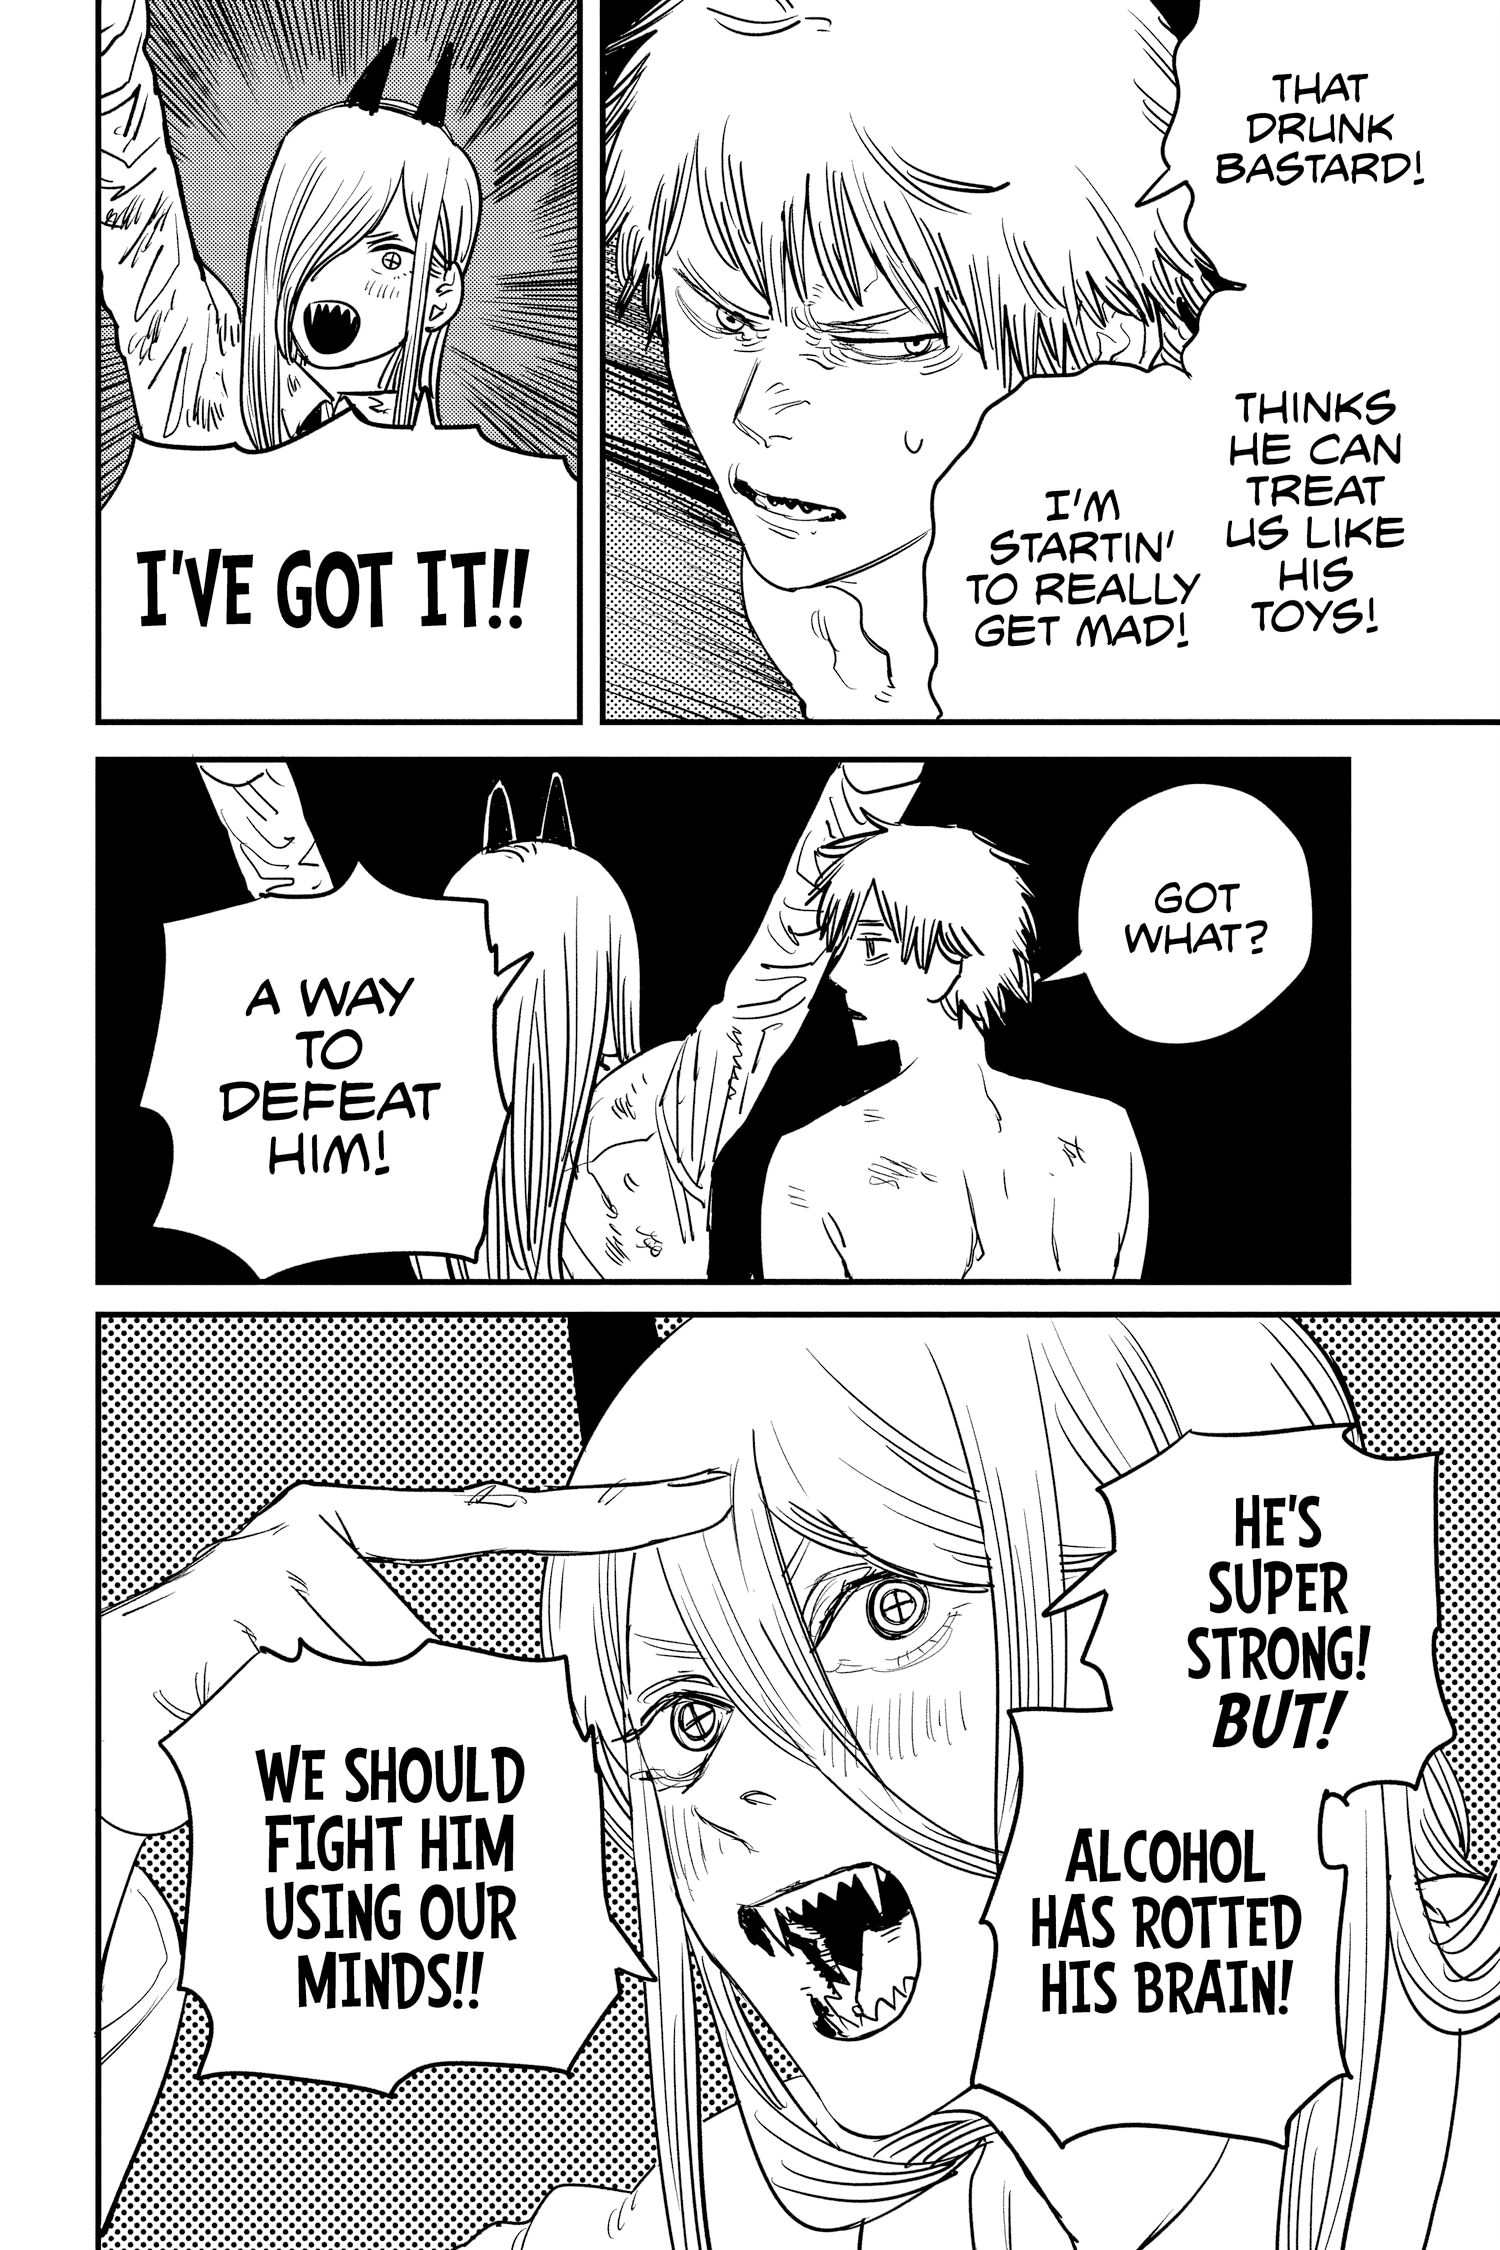 THAT
DRUNK
BASTARD!
THINKS
HE CAN
TREAT
US LIKE
HIS
TOYS!
I'M
STARTIN'
TO REALLY
GET MAD!
I'VE GOT IT!!
GOT
WHAT?
A WAY
TO
DEFEAT
HIM!
HE'S
SUPER
STRONG!
BUT!
ALCOHOL
HAS ROTTED
HIS BRAIN!
WE SHOULD
FIGHT HIM
USING OUR
MINDS!!